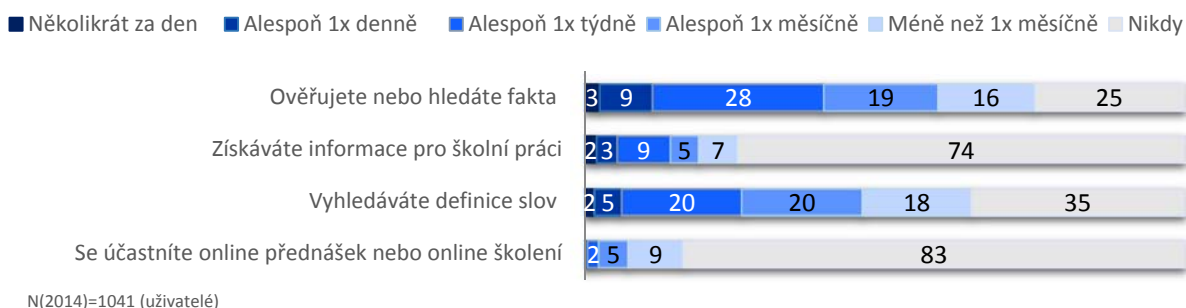 Několikrát za den Alespoň 1x denně Alespoň 1x týdně Alespoň 1x měsíčně Méně než 1x měsíčně Nikdy
Ověřujete nebo hledáte fakta 3 9 28 19 16 25
Získáváte informace pro školní práci 2 3 9 5 7 74
Vyhledáváte definice slov 2 5 20 20 18 35
Se účastníte online přednášek nebo online školení 2 5 9 83
N(2014)=1041 (uživatelé)